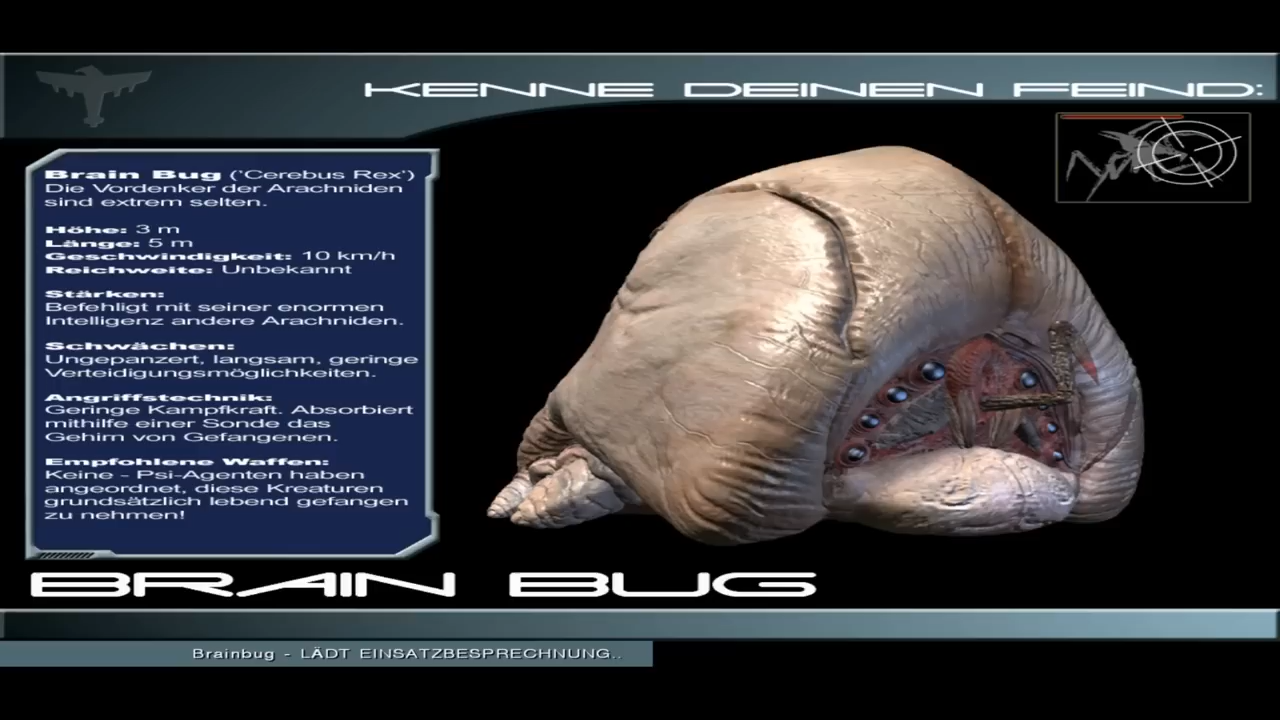 KENNE DEINEN FEIND:
Brain Bug ('Cerebus Rex')
Die Vordenker der Arachniden
sind extrem selten.
Höhe: 3 m
Länge: 5 m
Geschwindigkeit: 10 km/h
Reichweite: Unbekannt
Stärken:
Befehligt mit seiner enormen
Intelligenz andere Arachniden.
Schwächen:
Ungepanzert, langsam, geringe
Verteidigungsmöglichkeiten.
Angriffstechnik:
Geringe Kampfkraft. Absorbiert
mithilfe einer Sonde das
Gehirn von Gefangenen.
Empfohlene Waffen:
Keine - Psi-Agenten haben
angeordnet, diese Kreaturen
grundsätzlich lebend gefangen
zu nehmen!
BRAIN BUG
Brainbug - LÄDT EINSATZBESPRECHNUNG..